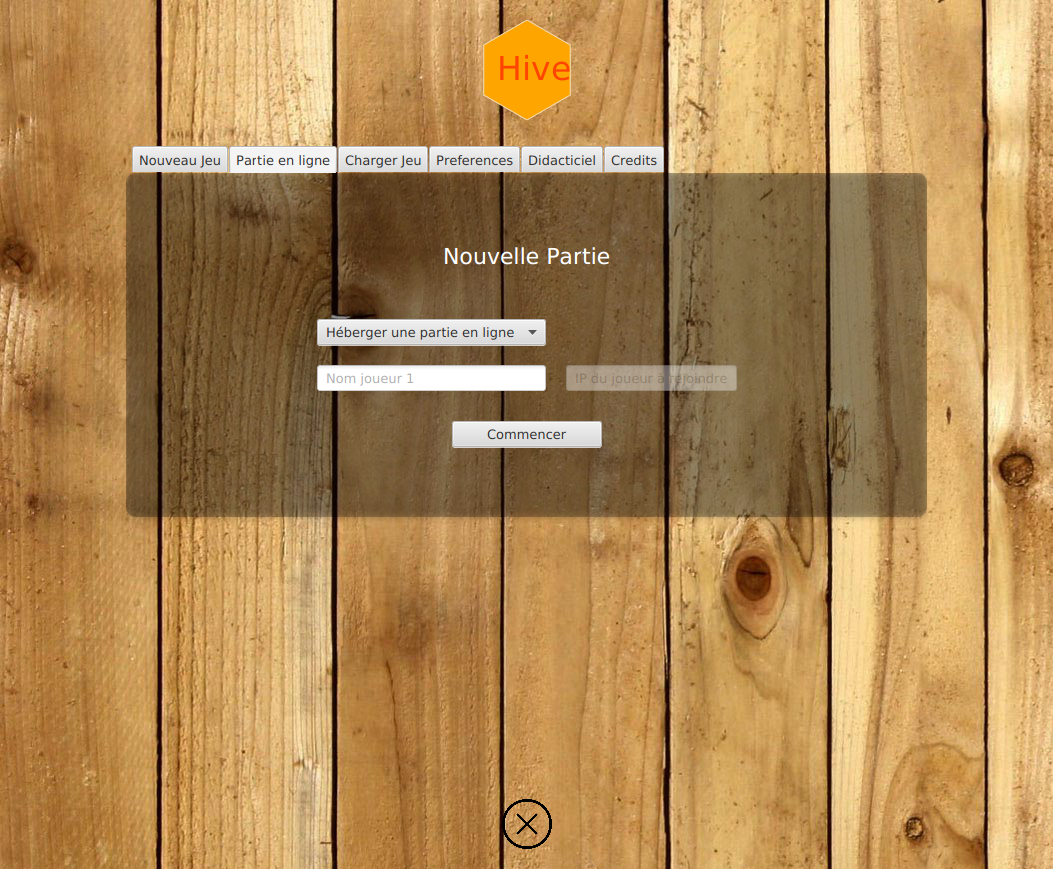 Hive
Nouveau Jeu Partie en ligne Charger Jeu Preferences Didacticiel Credits
Nouvelle Partie
Héberger une partie en ligne
Nom joueur 1 IP du joueur à rejoindre
Commencer